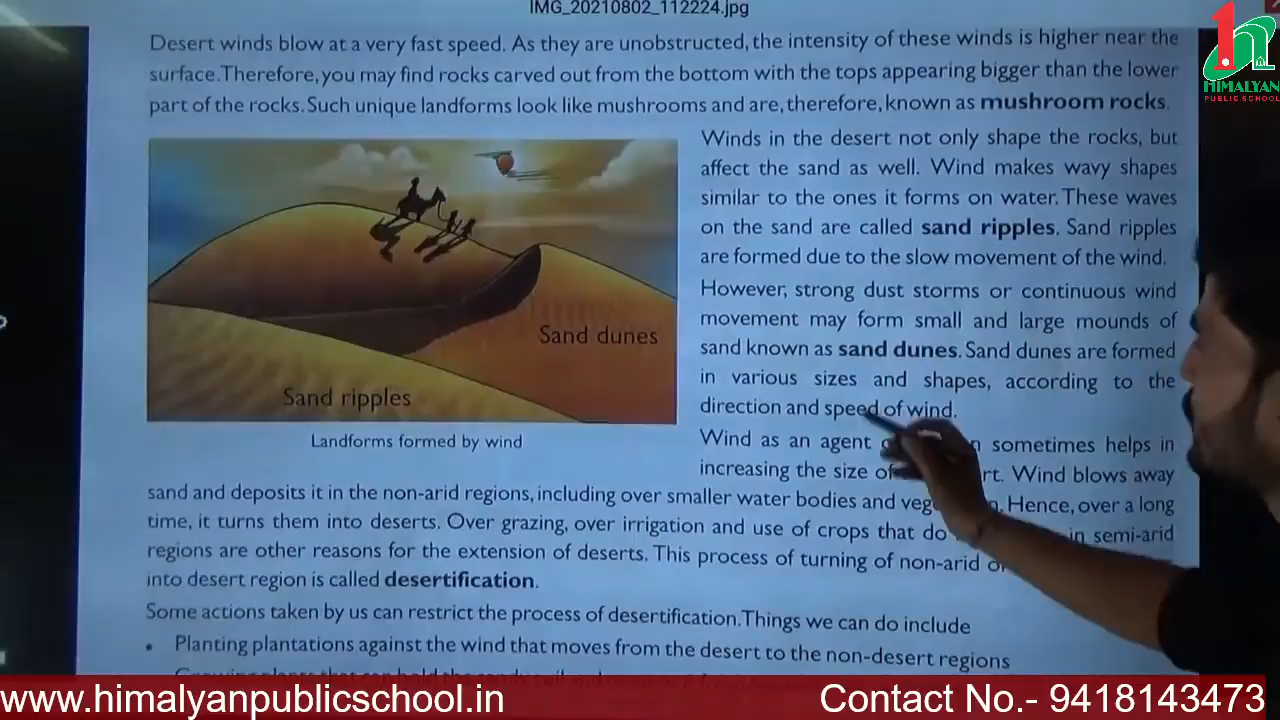 IMG_20210802_112224.jpg
Desert winds blow at a very fast speed. As they are unobstructed, the intensity of these winds is higher near the
surface. Therefore, you may find rocks carved out from the bottom with the tops appearing bigger than the lower
part of the rocks. Such unique landforms look like mushrooms and are, therefore, known as mushroom rocks.
HIMALYAN
PUBLIC SCHOOL
Winds in the desert not only shape the rocks, but
affect the sand as well. Wind makes wavy shapes
similar to the ones it forms on water. These waves
on the sand are called sand ripples. Sand ripples
are formed due to the slow movement of the wind.
However, strong dust storms or continuous wind
movement may form small and large mounds of
sand known as sand dunes. Sand dunes are formed
in various sizes and shapes, according to the
direction and speed of wind.
Sand dunes
Sand ripples
Landforms formed by wind
Wind as an agent sometimes helps in
increasing the size of Wind blows away
sand and deposits it in the non-arid regions, including over smaller water bodies and Hence, over a long
time, it turns them into deserts. Over grazing, over irrigation and use of crops that do in semi-arid
regions are other reasons for the extension of deserts. This process of turning of non-arid
into desert region is called desertification.
Some actions taken by us can restrict the process of desertification. Things we can do include
• Planting plantations against the wind that moves from the desert to the non-desert regions
www.himalyanpublicschool.in
Contact No.- 9418143473